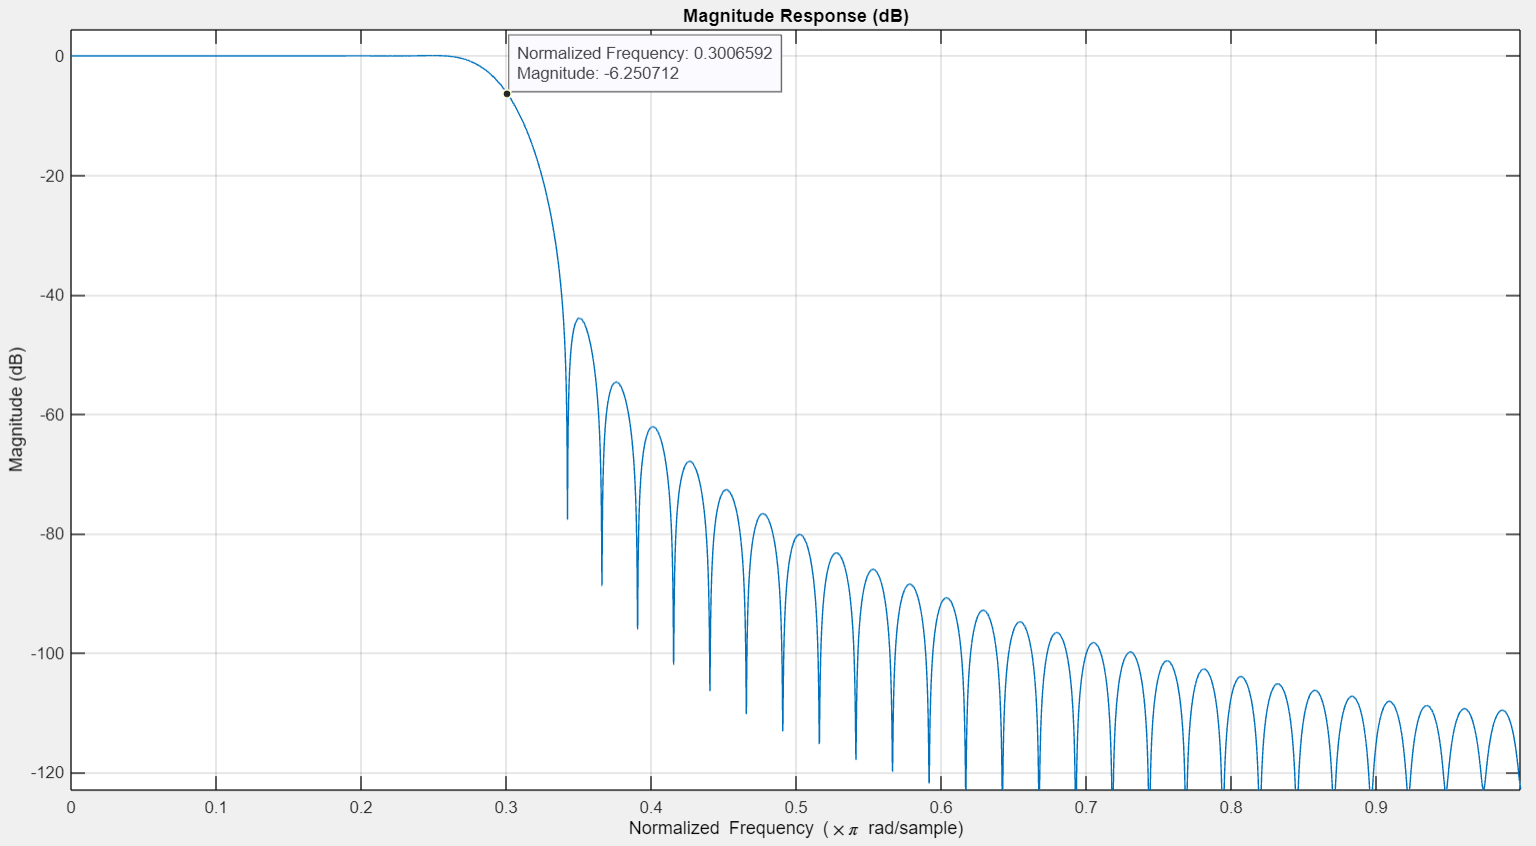 Magnitude Response (dB)
Normalized Frequency: 0.3006592
Magnitude: -6.250712
0
-20
-40
-60
-80
-100
-120
Magnitude (dB)
0 0.1 0.2 0.3 0.4 0.5 0.6 0.7 0.8 0.9
Normalized Frequency (×π rad/sample)